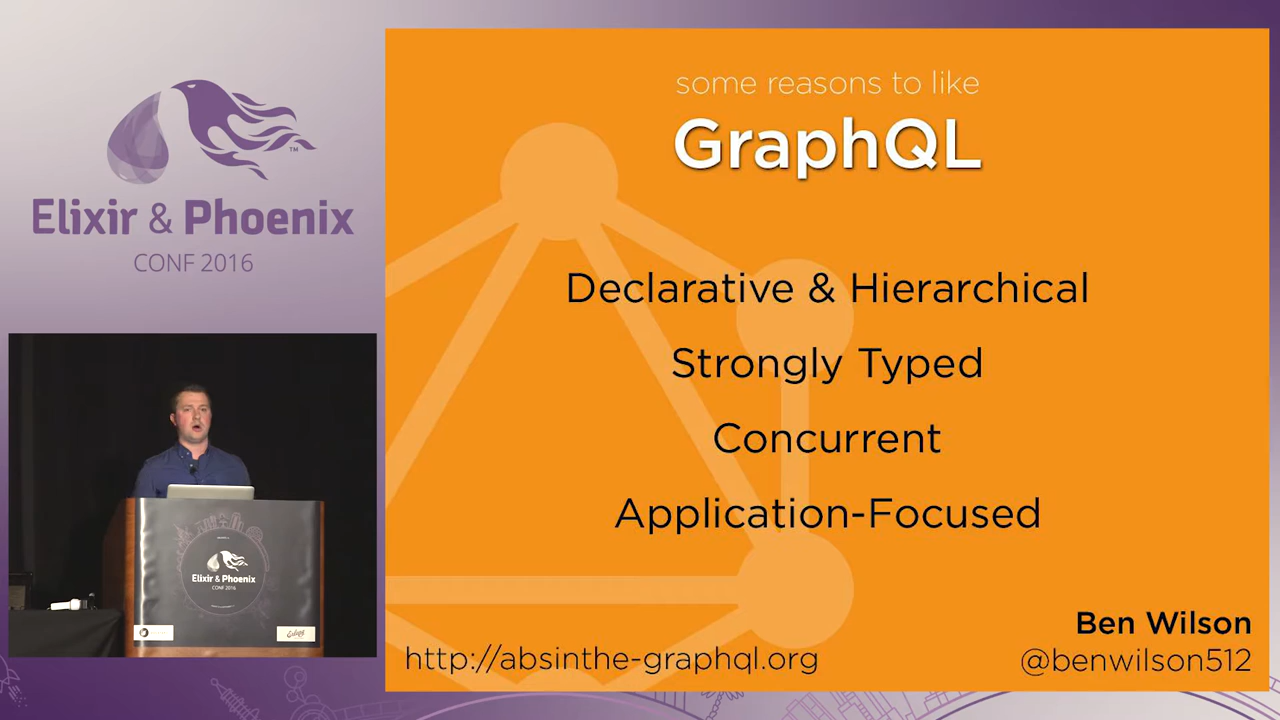 Elixir & Phoenix
™
CONF 2016
some reasons to like
GraphQL
Declarative & Hierarchical
Strongly Typed
Concurrent
Application-Focused
Ben Wilson
http://absinthe-graphql.org
@benwilson512
Elixir & Phoenix
CONF 2016